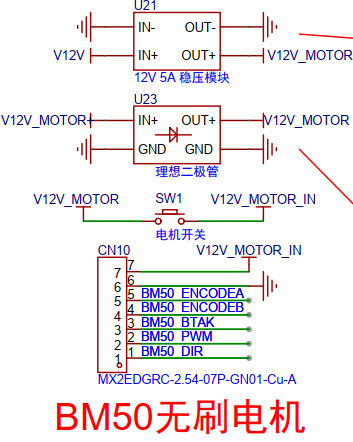 U21
IN- OUT-
V12V IN+ OUT+ V12V_MOTOR
12V 5A 稳压模块
U23
V12V_MOTOR+ IN+ OUT+ V12V_MOTOR
GND GND
理想二极管
V12V_MOTOR SW1 V12V_MOTOR_IN
电机开关
CN10 V12V_MOTOR_IN
7 7
6 6
5 5 BM50_ENCODEA
4 4 BM50_ENCODEB
3 3 BM50_BTAK
2 2 BM50_PWM
1 1 BM50_DIR
MX2EDGRC-2.54-07P-GN01-Cu-A
BM50无刷电机